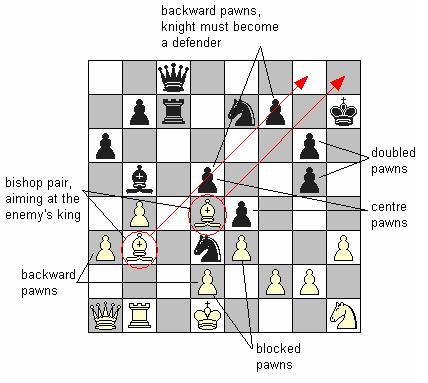 backward pawns,
knight must become
a defender
doubled
pawns
bishop pair,
aiming at the
enemy's king
centre
pawns
backward
pawns
blocked
pawns